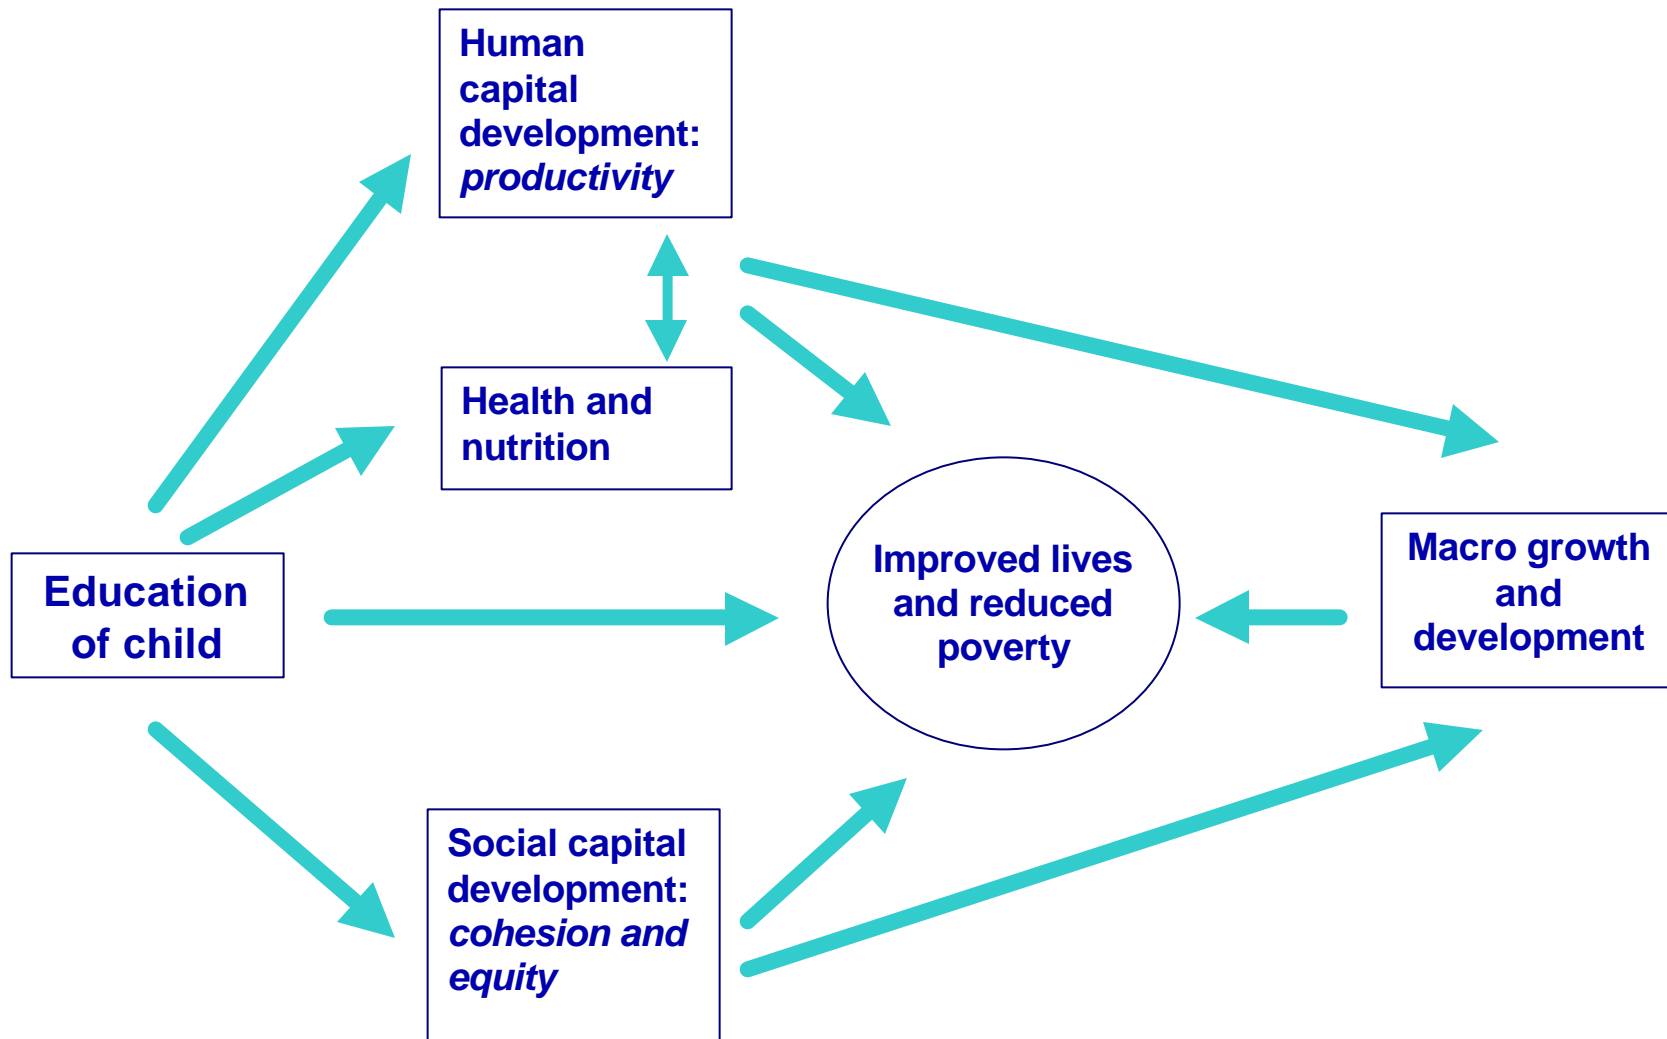 Human
capital
development:
productivity
Health and
nutrition
Education
of child
Improved lives
and reduced
poverty
Macro growth
and
development
Social capital
development:
cohesion and
equity